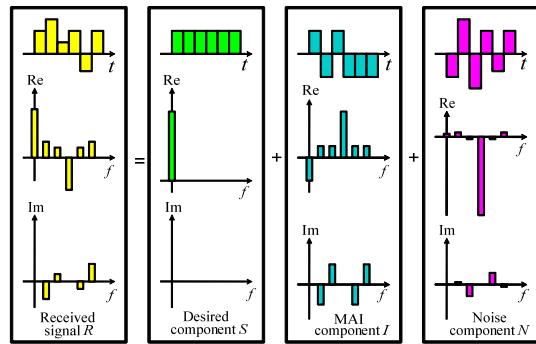 t
Re
f
Im
f
Received
signal R
=
t
Re
f
Im
f
Desired
component S
+
t
Re
f
Im
f
MAI
component I
+
t
Re
f
Im
f
Noise
component N